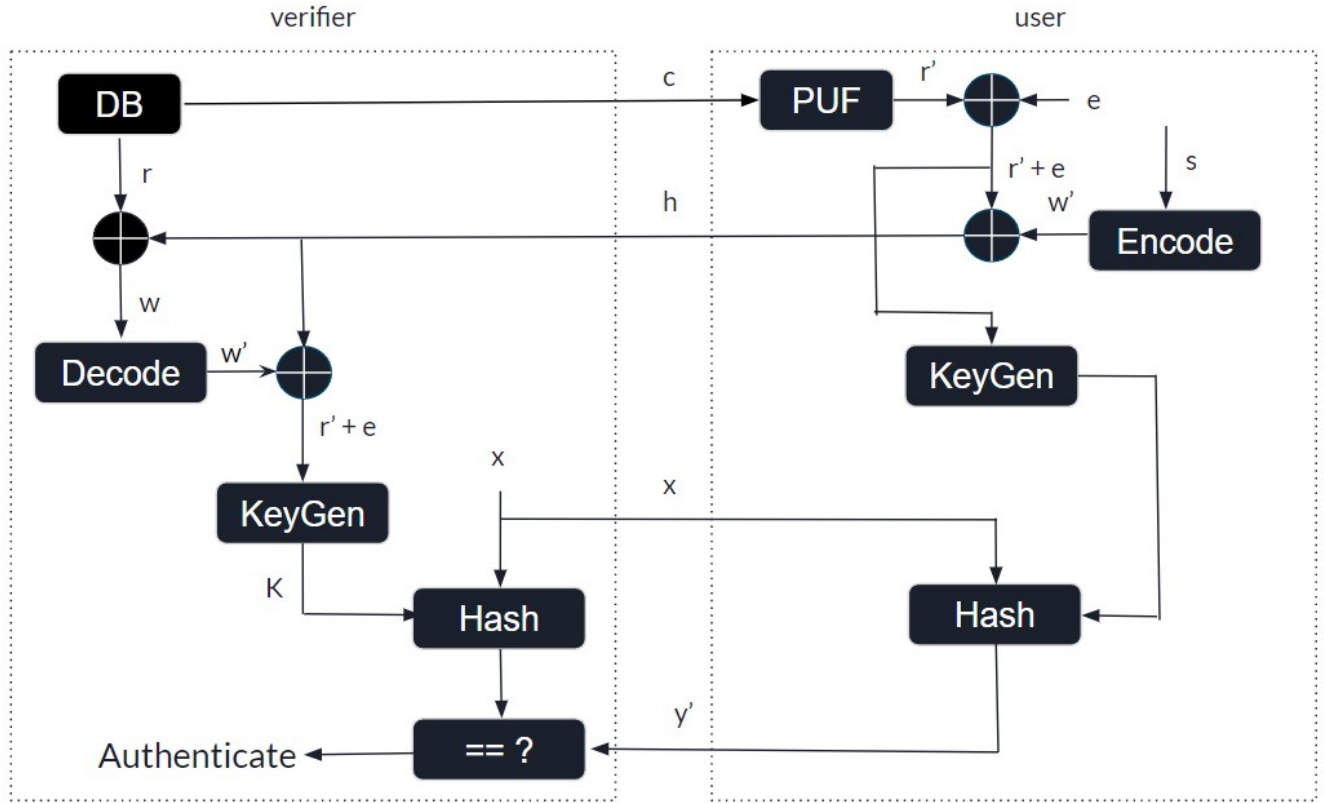 verifier
user
DB
c
PUF
r’
e
r
r’ + e
s
h
w’
Encode
w
Decode
w’
KeyGen
r’ + e
x
x
KeyGen
K
Hash
Hash
y’
== ?
Authenticate